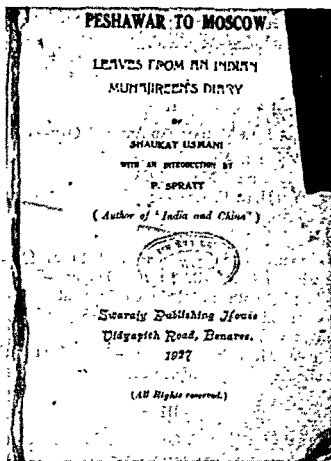 PESHAWAR TO MOSCOW
LEAVES FROM AN INDIAN
MUHAJIREEN'S DIARY
BY
SHAUKAT USMANI
WITH AN INTRODUCTION BY
P. SPRATT
( Author of "India and China" )
Swarajy Publishing House
Vidyapith Road, Benares.
1927
(All Rights reserved.)